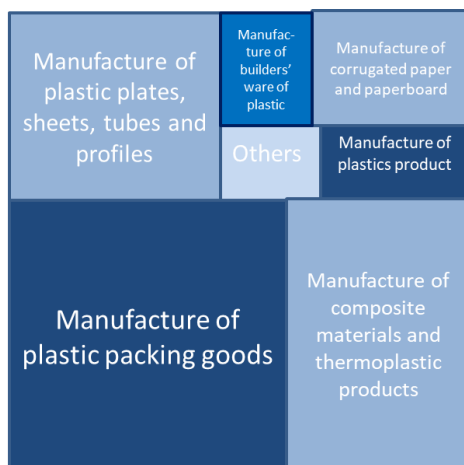 Manufacture of
plastic plates,
sheets, tubes and
profiles
Manufac-
ture of
builders'
ware of
plastic
Manufacture of
corrugated paper
and paperboard
Others
Manufacture of
plastics product
Manufacture of
plastic packing goods
Manufacture of
composite
materials and
thermoplastic
products